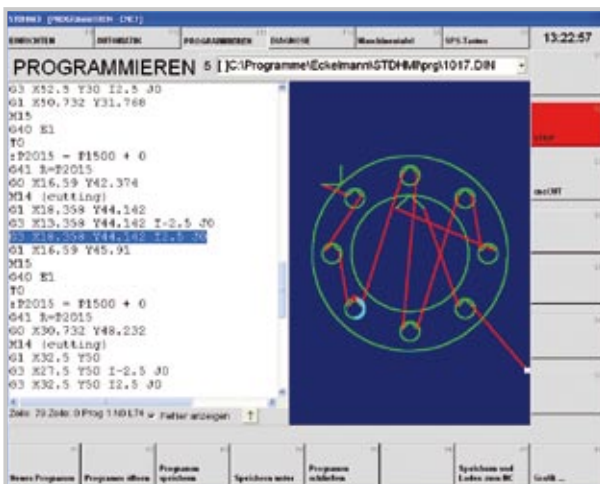 STDHMI [PROGRAMMIEREN - CNC1]
EINRICHTEN
AUTOMATIK
PROGRAMMIEREN
DIAGNOSE
Maschinentafel
SPS-Tasten
13:22:57
PROGRAMMIEREN 5 [ ]C:\Programme\Eckelmann\STDHMI\prg\1017.DIN
G3 X52.5 Y30 I2.5 J0
G1 X50.732 Y31.768
M15
G40 E1
T0
:P2015 = P1500 + 0
G41 R=P2015
G0 X16.59 Y42.374
M14 (cutting)
G1 X18.358 Y44.142
G3 X13.358 Y44.142 I-2.5 J0
G3 X18.358 Y44.142 I2.5 J0
G1 X16.59 Y45.91
M15
G40 E1
T0
:P2015 = P1500 + 0
G41 R=P2015
G0 X30.732 Y48.232
M14 (cutting)
G1 X32.5 Y50
G3 X27.5 Y50 I-2.5 J0
G3 X32.5 Y50 I2.5 J0
STOP
Fehler anzeigen
Neues Programm
Programm öffnen
Programm
speichern
Speichern unter
Programm
schließen
Speichern und
Laden zum NC
Grafik ...